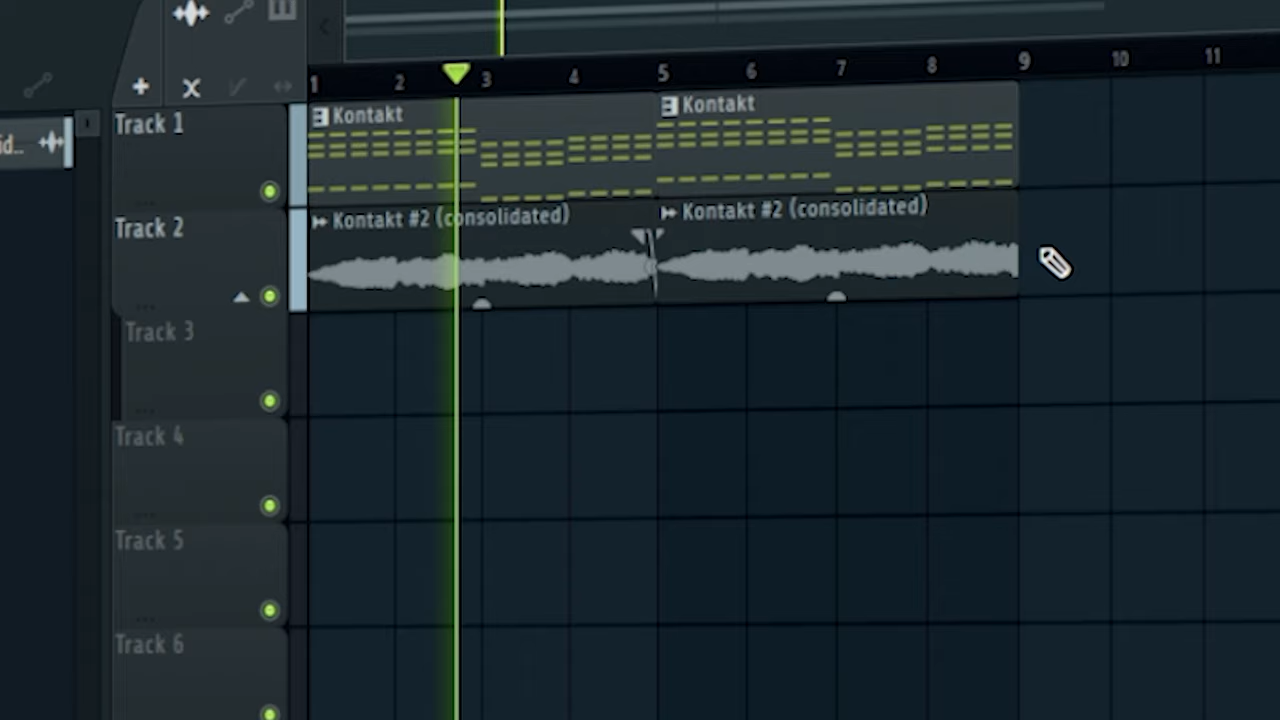 1 2 3 4 5 6 7 8 9 10 11
id..
Track 1
Kontakt
Kontakt
Track 2
Kontakt #2 (consolidated)
Kontakt #2 (consolidated)
Track 3
Track 4
Track 5
Track 6